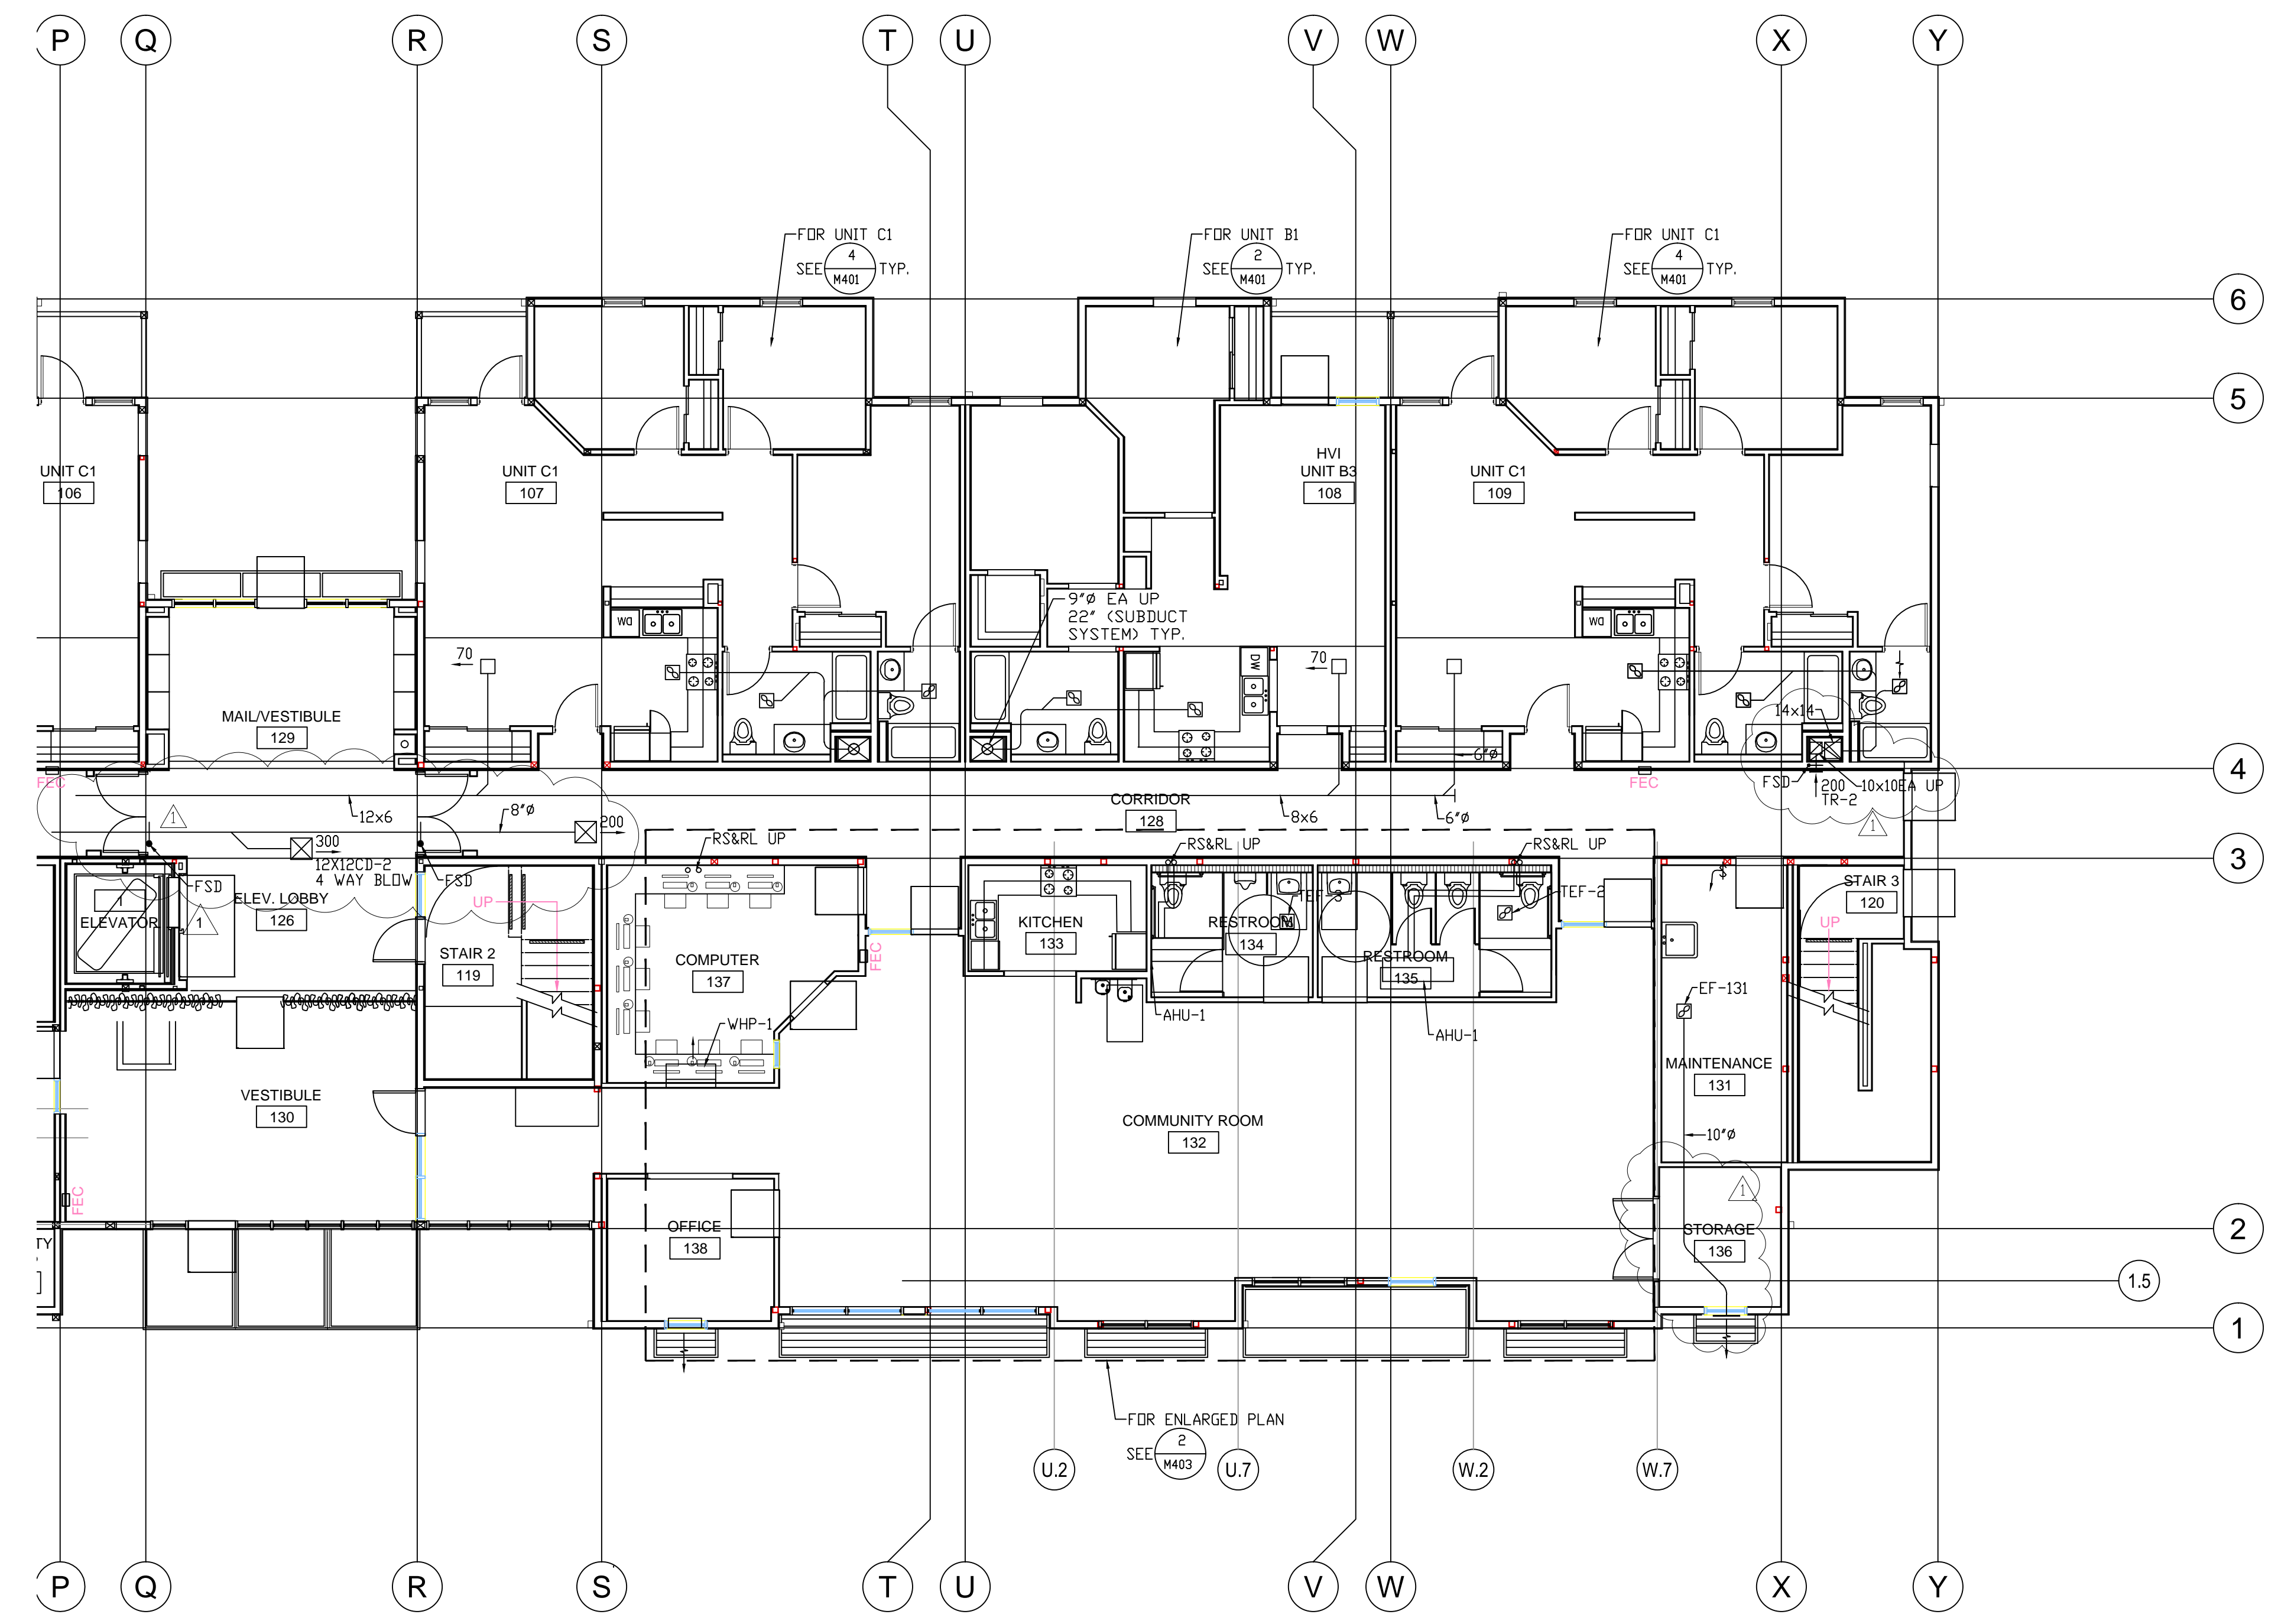 P Q R S T U V W X Y
FOR UNIT C1
4
SEE TYP.
M401
FOR UNIT B1
2
SEE TYP.
M401
FOR UNIT C1
4
SEE TYP.
M401
6
5
UNIT C1
106
UNIT C1
107
HVI
UNIT B3
108
UNIT C1
109
9"Ø EA UP
22" (SUBDUCT
SYSTEM) TYP.
DW
DW
DW
70
70
MAIL/VESTIBULE
129
14x14
6"Ø
4
FEC
FEC
FSD
200
TR-2
10x10EA UP
CORRIDOR
128
12x6
8"Ø
8x6
6"Ø
1
1
300
12X12CD-2
4 WAY BLOW
200
RS&RL UP
RS&RL UP
RS&RL UP
3
FSD
FSD
1
ELEVATOR
1
ELEV. LOBBY
126
UP
STAIR 2
119
COMPUTER
137
FEC
KITCHEN
133
RESTROOM
134
TEF-3
RESTROOM
135
TEF-2
STAIR 3
120
UP
EF-131
WHP-1
AHU-1
AHU-1
MAINTENANCE
131
VESTIBULE
130
COMMUNITY ROOM
132
10"Ø
FEC
1
OFFICE
138
STORAGE
136
2
TY
1.5
1
FOR ENLARGED PLAN
2
SEE
M403
U.2 U.7 W.2 W.7
P Q R S T U V W X Y